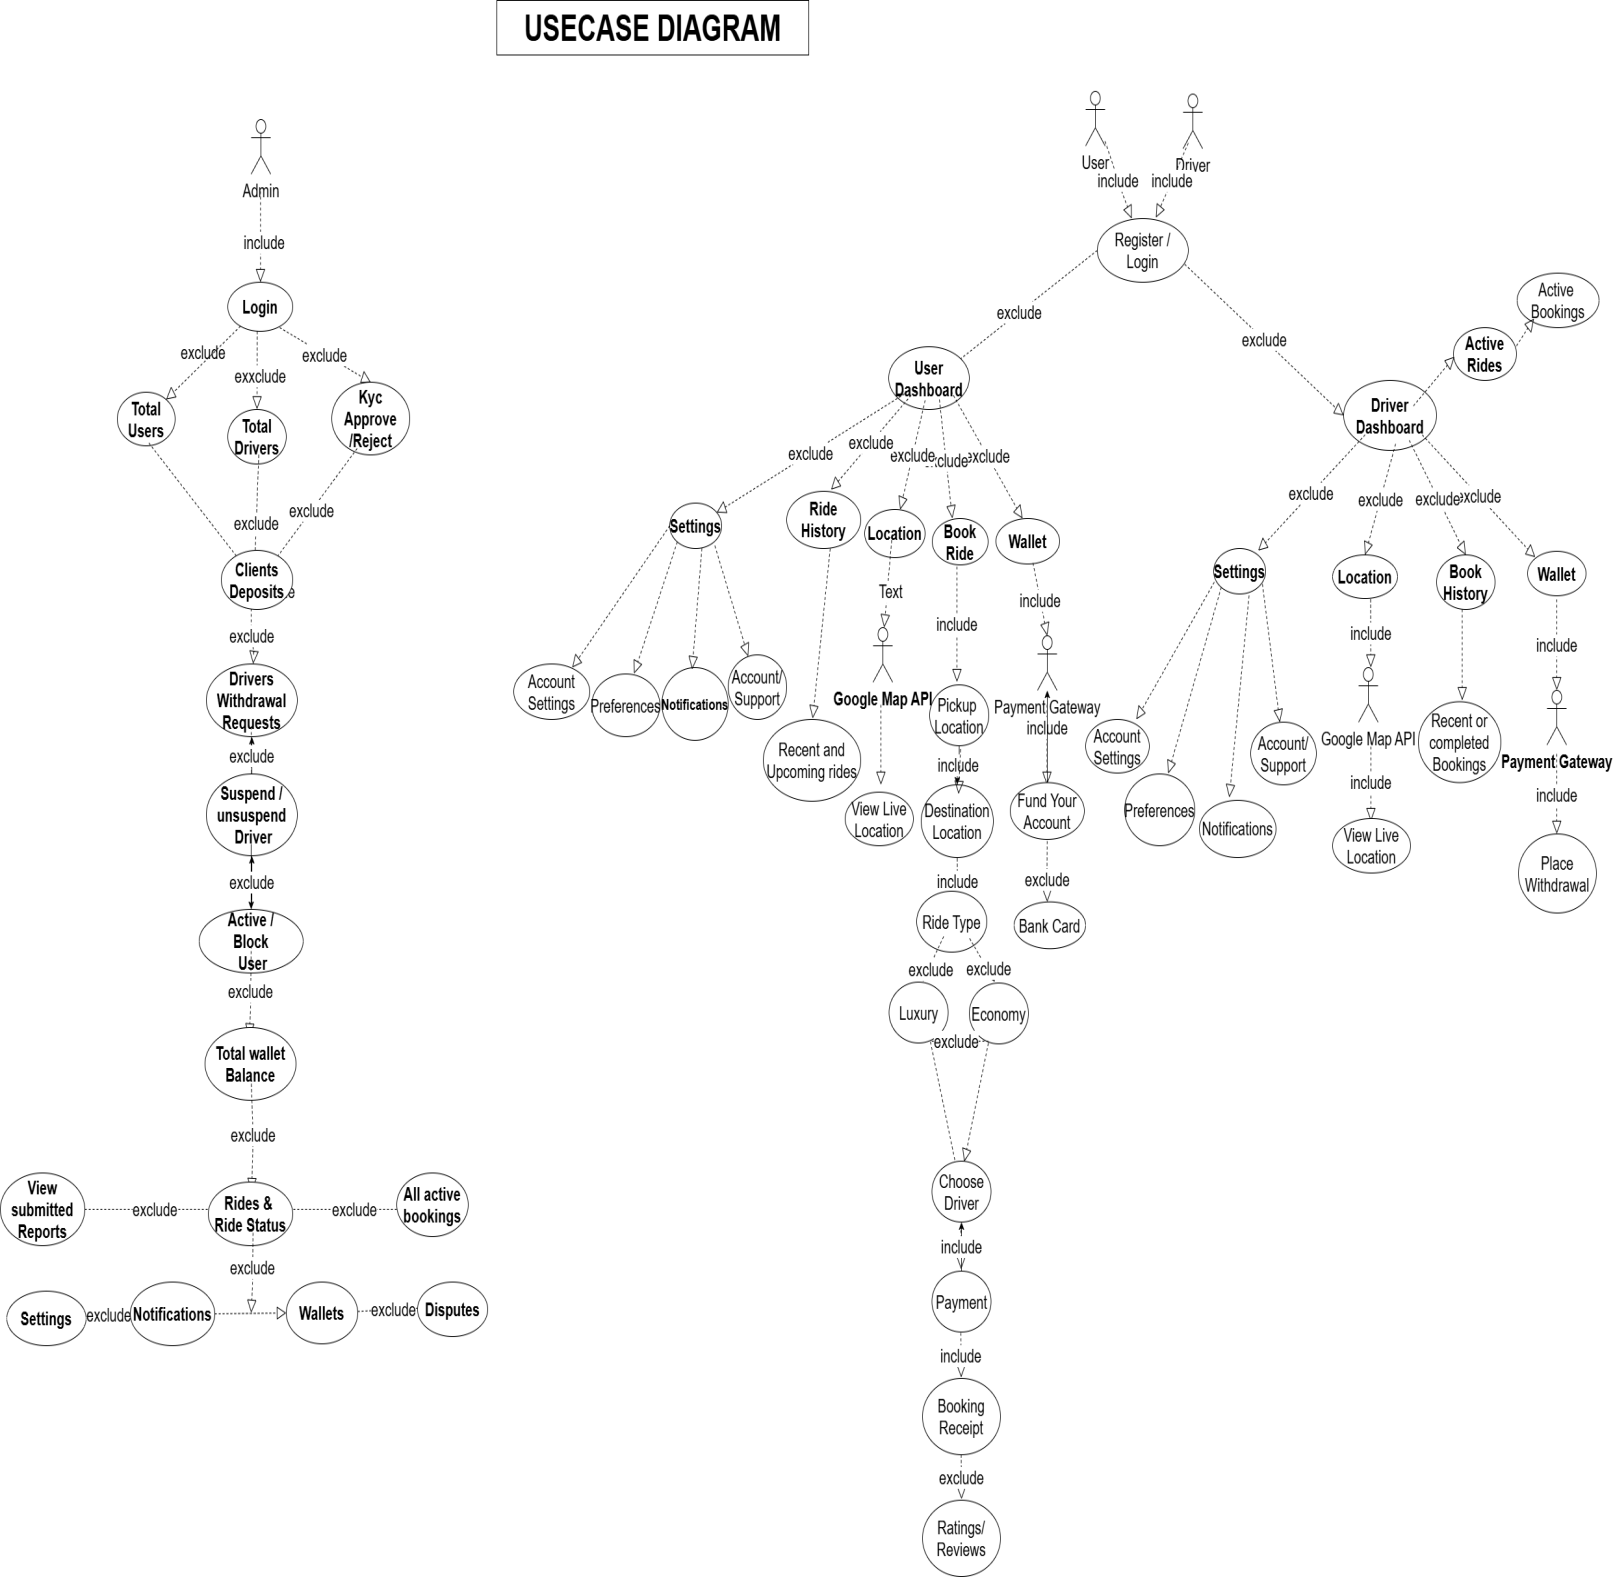 USECASE DIAGRAM
Admin
include
Login
exclude
exxclude
exclude
Total
Users
Total
Drivers
Kyc
Approve
/Reject
exclude
exclude
Clients
Deposits
exclude
Drivers
Withdrawal
Requests
exclude
Suspend /
unsuspend
Driver
exclude
Active /
Block
User
exclude
Total wallet
Balance
exclude
View
submitted
Reports
exclude
Rides &
Ride Status
exclude
All active
bookings
exclude
Settings
exclude
Notifications
Wallets
exclude
Disputes
User
Driver
include
include
Register /
Login
exclude
exclude
User
Dashboard
exclude
exclude
exclude
exclude
Settings
Ride
History
Location
Book
Ride
Wallet
Account
Settings
Preferences
Notifications
Account/
Support
Recent and
Upcoming rides
Text
Google Map API
View Live
Location
include
Pickup
Location
include
Destination
Location
include
Ride Type
exclude
exclude
Luxury
Economy
exclude
Choose
Driver
include
Payment
include
Booking
Receipt
exclude
Ratings/
Reviews
include
Payment Gateway
include
Fund Your
Account
exclude
Bank Card
Active
Bookings
Active
Rides
Driver
Dashboard
exclude
exclude
exclude
Settings
Location
Book
History
Wallet
Account
Settings
Preferences
Notifications
Account/
Support
include
Google Map API
include
View Live
Location
Recent or
completed
Bookings
include
Payment Gateway
include
Place
Withdrawal